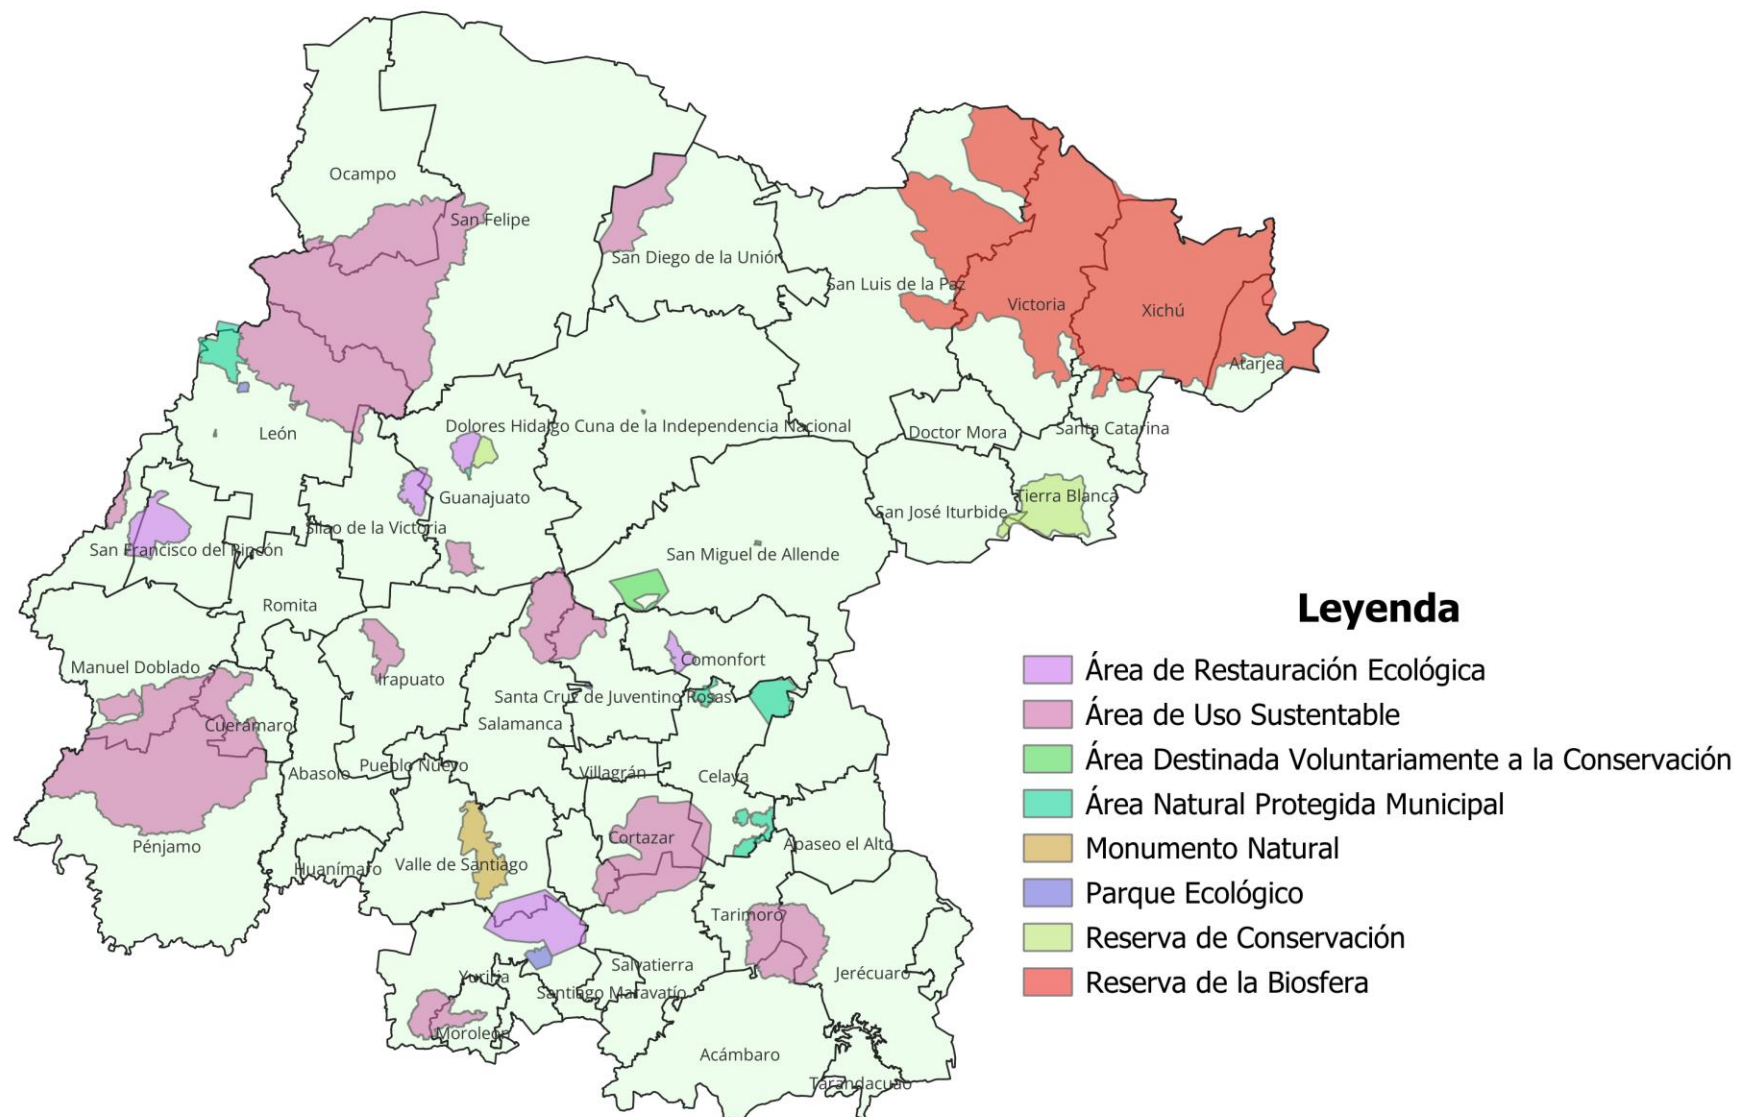 Ocampo
San Felipe
San Diego de la Unión
San Luis de la Paz
Victoria
Xichú
Atarjea
León
Dolores Hidalgo Cuna de la Independencia Nacional
Doctor Mora
Santa Catarina
Guanajuato
Tierra Blanca
San José Iturbide
Silao de la Victoria
San Francisco del Rincón
San Miguel de Allende
Romita
Manuel Doblado
Comonfort
Irapuato
Santa Cruz de Juventino Rosas
Salamanca
Cuerámaro
Abasolo
Pueblo Nuevo
Villagrán
Celaya
Pénjamo
Cortazar
Apaseo el Alto
Huanímaro
Valle de Santiago
Tarimoro
Yuriria
Salvatierra
Jerécuaro
Santiago Maravatío
Moroleón
Acámbaro
Tarandacuao
Leyenda
Área de Restauración Ecológica
Área de Uso Sustentable
Área Destinada Voluntariamente a la Conservación
Área Natural Protegida Municipal
Monumento Natural
Parque Ecológico
Reserva de Conservación
Reserva de la Biosfera